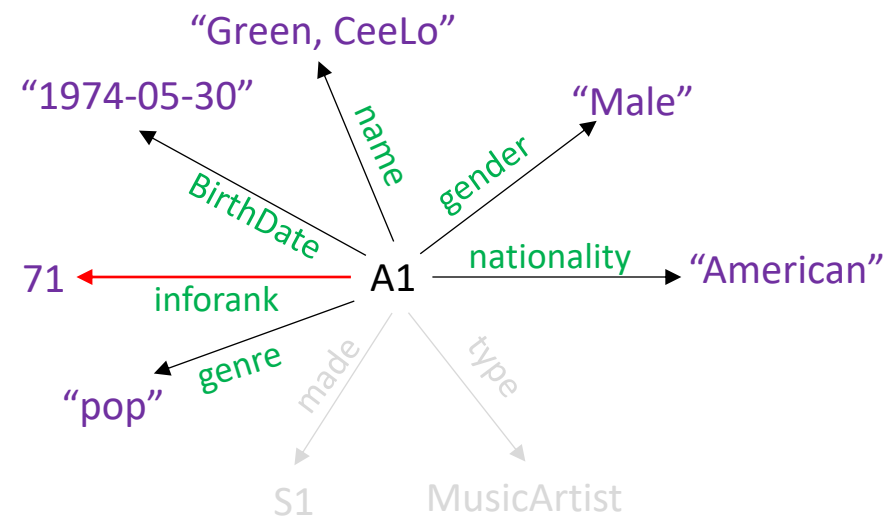 “Green, CeeLo”
“1974-05-30”
“Male”
name
gender
BirthDate
nationality
“American”
A1
71
inforank
genre
made
type
“pop”
S1
MusicArtist